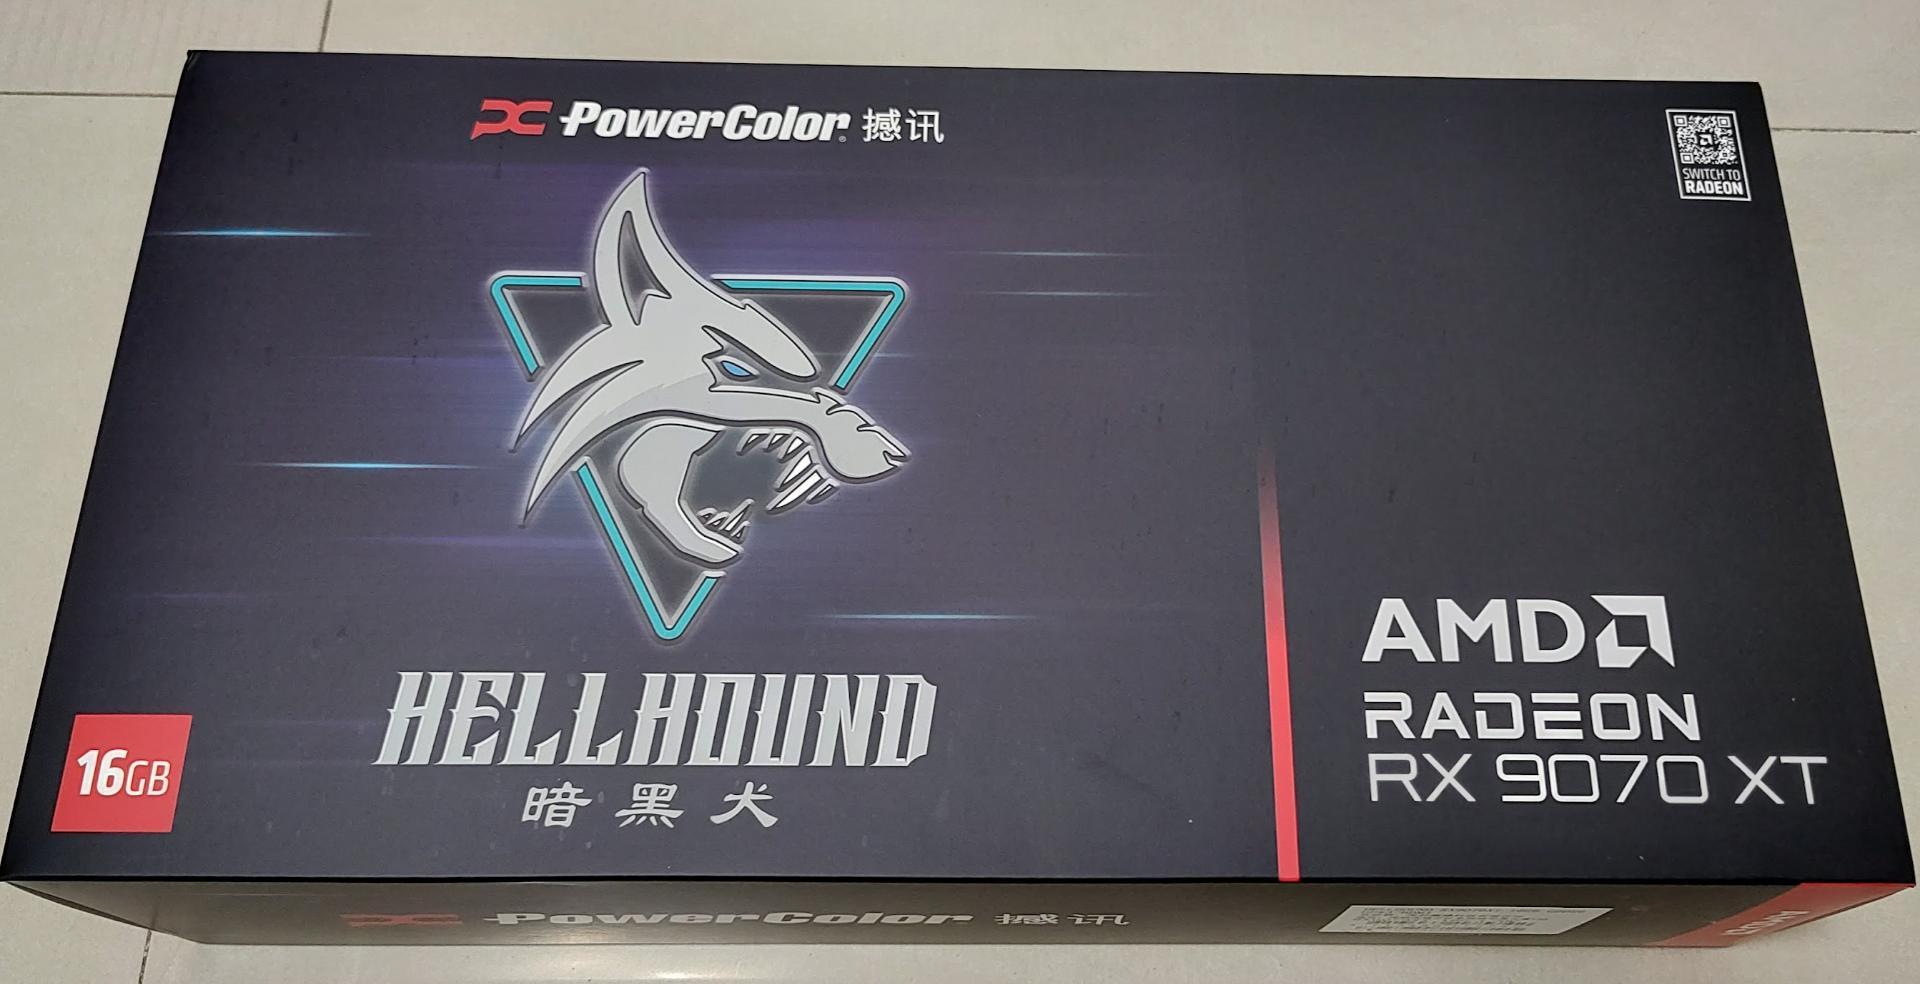 PowerColor 撼讯
SWITCH TO
RADEON
HELLHOUND
暗黑犬
16GB
AMD
RADEON
RX 9070 XT
PowerColor 撼讯
AMD